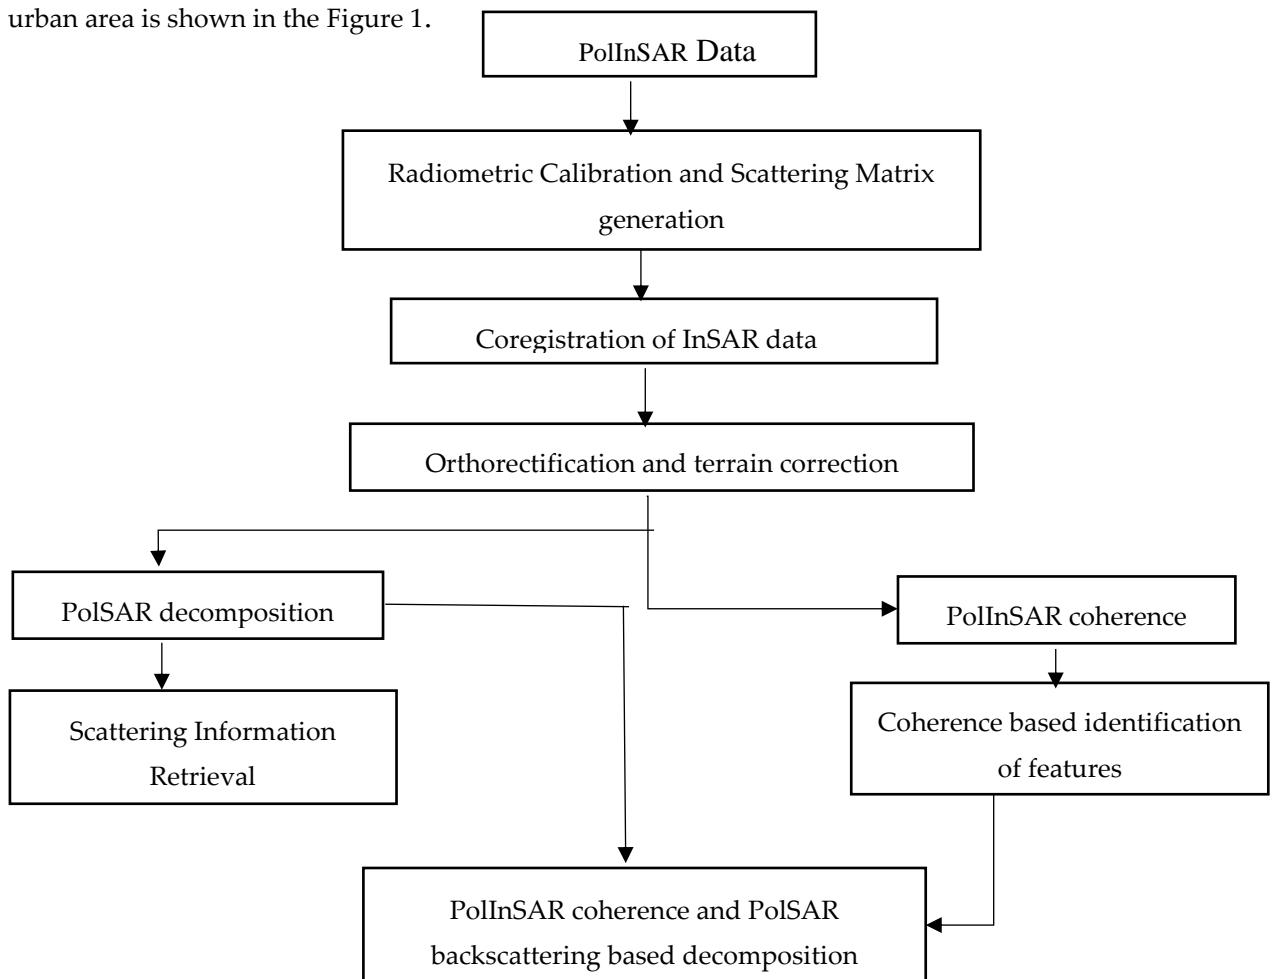 urban area is shown in the Figure 1.
PolInSAR Data
Radiometric Calibration and Scattering Matrix
generation
Coregistration of InSAR data
Orthorectification and terrain correction
PolSAR decomposition
PolInSAR coherence
Scattering Information
Retrieval
Coherence based identification
of features
PolInSAR coherence and PolSAR
backscattering based decomposition